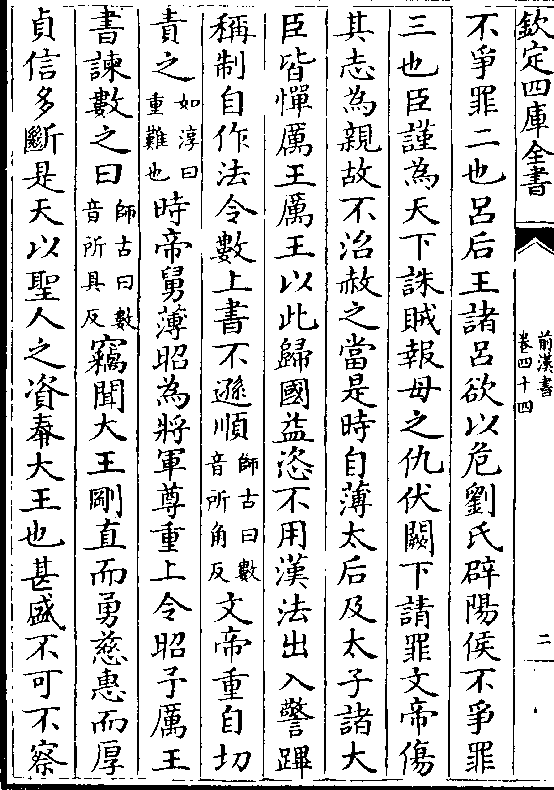 欽定四庫全書
前漢書
卷四十四
二
不爭罪二也呂后王諸呂欲以危劉氏辟陽侯不爭罪
三也臣謹為天下誅賊報母之仇伏闕下請罪文帝傷
其志為親故不治赦之當是時自薄太后及太子諸大
臣皆憚厲王厲王以此歸國益恣不用漢法出入警蹕
稱制自作法令數上書不遜順師古曰數音所角反文帝重自切
責之如淳曰重難也時帝舅薄昭為將軍尊重上令昭予厲王
書諫數之曰師古曰數音所具反竊聞大王剛直而勇慈惠而厚
貞信多斷是天以聖人之資奉大王也甚盛不可不察